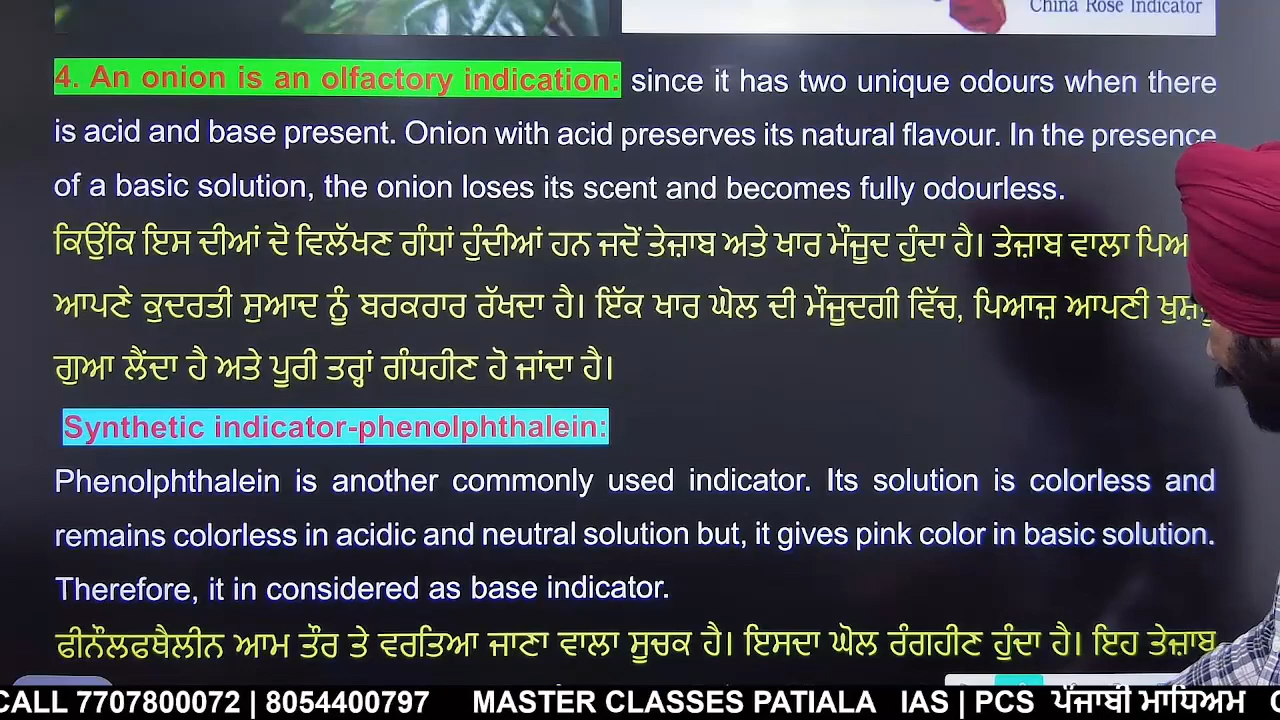 China Rose Indicator
4. An onion is an olfactory indication: since it has two unique odours when there
is acid and base present. Onion with acid preserves its natural flavour. In the presence
of a basic solution, the onion loses its scent and becomes fully odourless.
ਕਿਉਂਕਿ ਇਸ ਦੀਆਂ ਦੋ ਵਿਲੱਖਣ ਗੰਧਾਂ ਹੁੰਦੀਆਂ ਹਨ ਜਦੋਂ ਤੇਜ਼ਾਬ ਅਤੇ ਖਾਰ ਮੌਜੂਦ ਹੁੰਦਾ ਹੈ। ਤੇਜ਼ਾਬ ਵਾਲਾ
ਆਪਣੇ ਕੁਦਰਤੀ ਸੁਆਦ ਨੂੰ ਬਰਕਰਾਰ ਰੱਖਦਾ ਹੈ। ਇੱਕ ਖਾਰ ਘੋਲ ਦੀ ਮੌਜੂਦਗੀ ਵਿੱਚ, ਪਿਆਜ਼ ਆਪਣੀ
ਗੁਆ ਲੈਂਦਾ ਹੈ ਅਤੇ ਪੂਰੀ ਤਰ੍ਹਾਂ ਗੰਧਹੀਣ ਹੋ ਜਾਂਦਾ ਹੈ।
Synthetic indicator-phenolphthalein:
Phenolphthalein is another commonly used indicator. Its solution is colorless and
remains colorless in acidic and neutral solution but, it gives pink color in basic solution.
Therefore, it in considered as base indicator.
ਫੀਨੌਲਫਥੈਲੀਨ ਆਮ ਤੌਰ ਤੇ ਵਰਤਿਆ ਜਾਣਾ ਵਾਲਾ ਸੂਚਕ ਹੈ। ਇਸਦਾ ਘੋਲ ਰੰਗਹੀਣ ਹੁੰਦਾ ਹੈ। ਇਹ ਤੇਜ਼ਾਬ
CALL 7707800072 | 8054400797 MASTER CLASSES PATIALA IAS | PCS ਪੰਜਾਬੀ ਮਾਧਿਅਮ